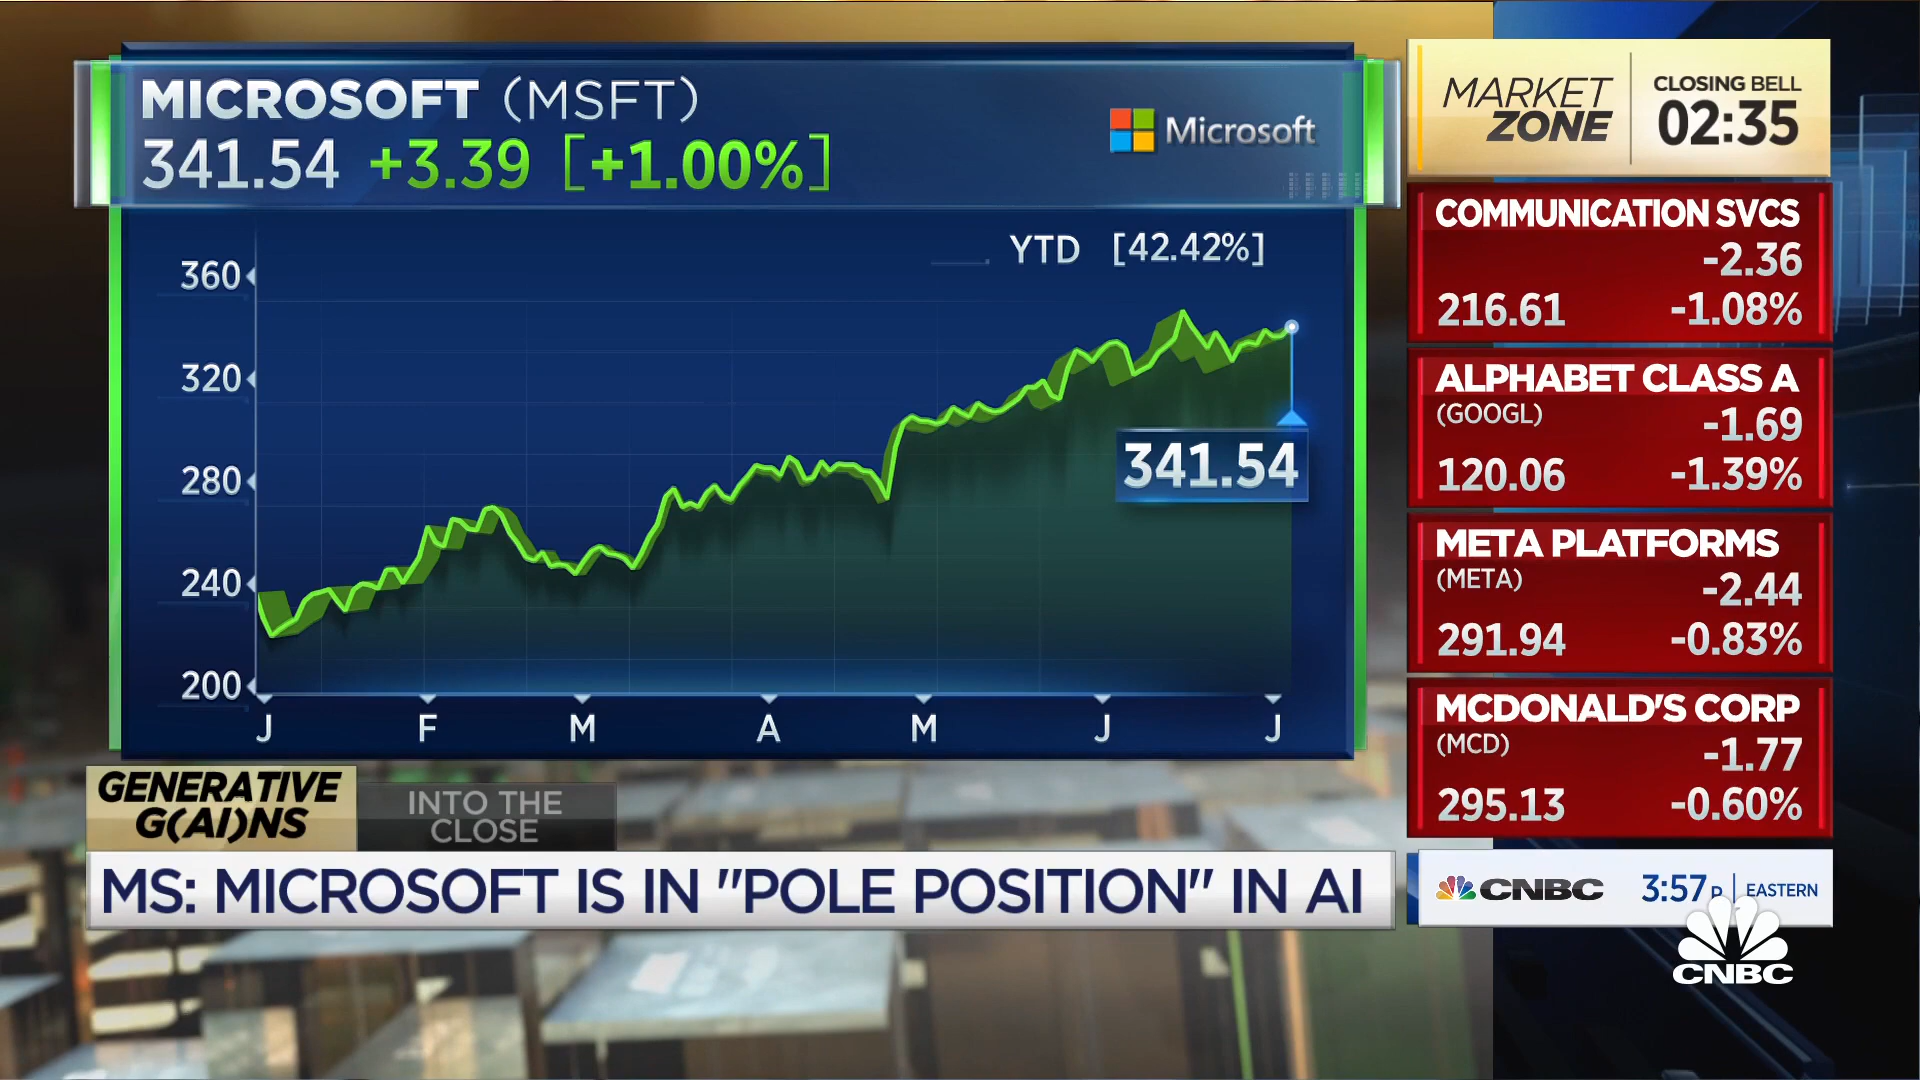 MICROSOFT (MSFT)
341.54 +3.39 [+1.00%]
Microsoft
YTD [42.42%]
360
320
280
240
200
341.54
J F M A M J J
GENERATIVE
G(AI)NS
INTO THE
CLOSE
MS: MICROSOFT IS IN "POLE POSITION" IN AI
MARKET
ZONE
CLOSING BELL
02:35
COMMUNICATION SVCS
-2.36
216.61 -1.08%
ALPHABET CLASS A
(GOOGL)
-1.69
120.06 -1.39%
META PLATFORMS
(META)
-2.44
291.94 -0.83%
MCDONALD'S CORP
(MCD)
-1.77
295.13 -0.60%
CNBC 3:57P EASTERN
CNBC